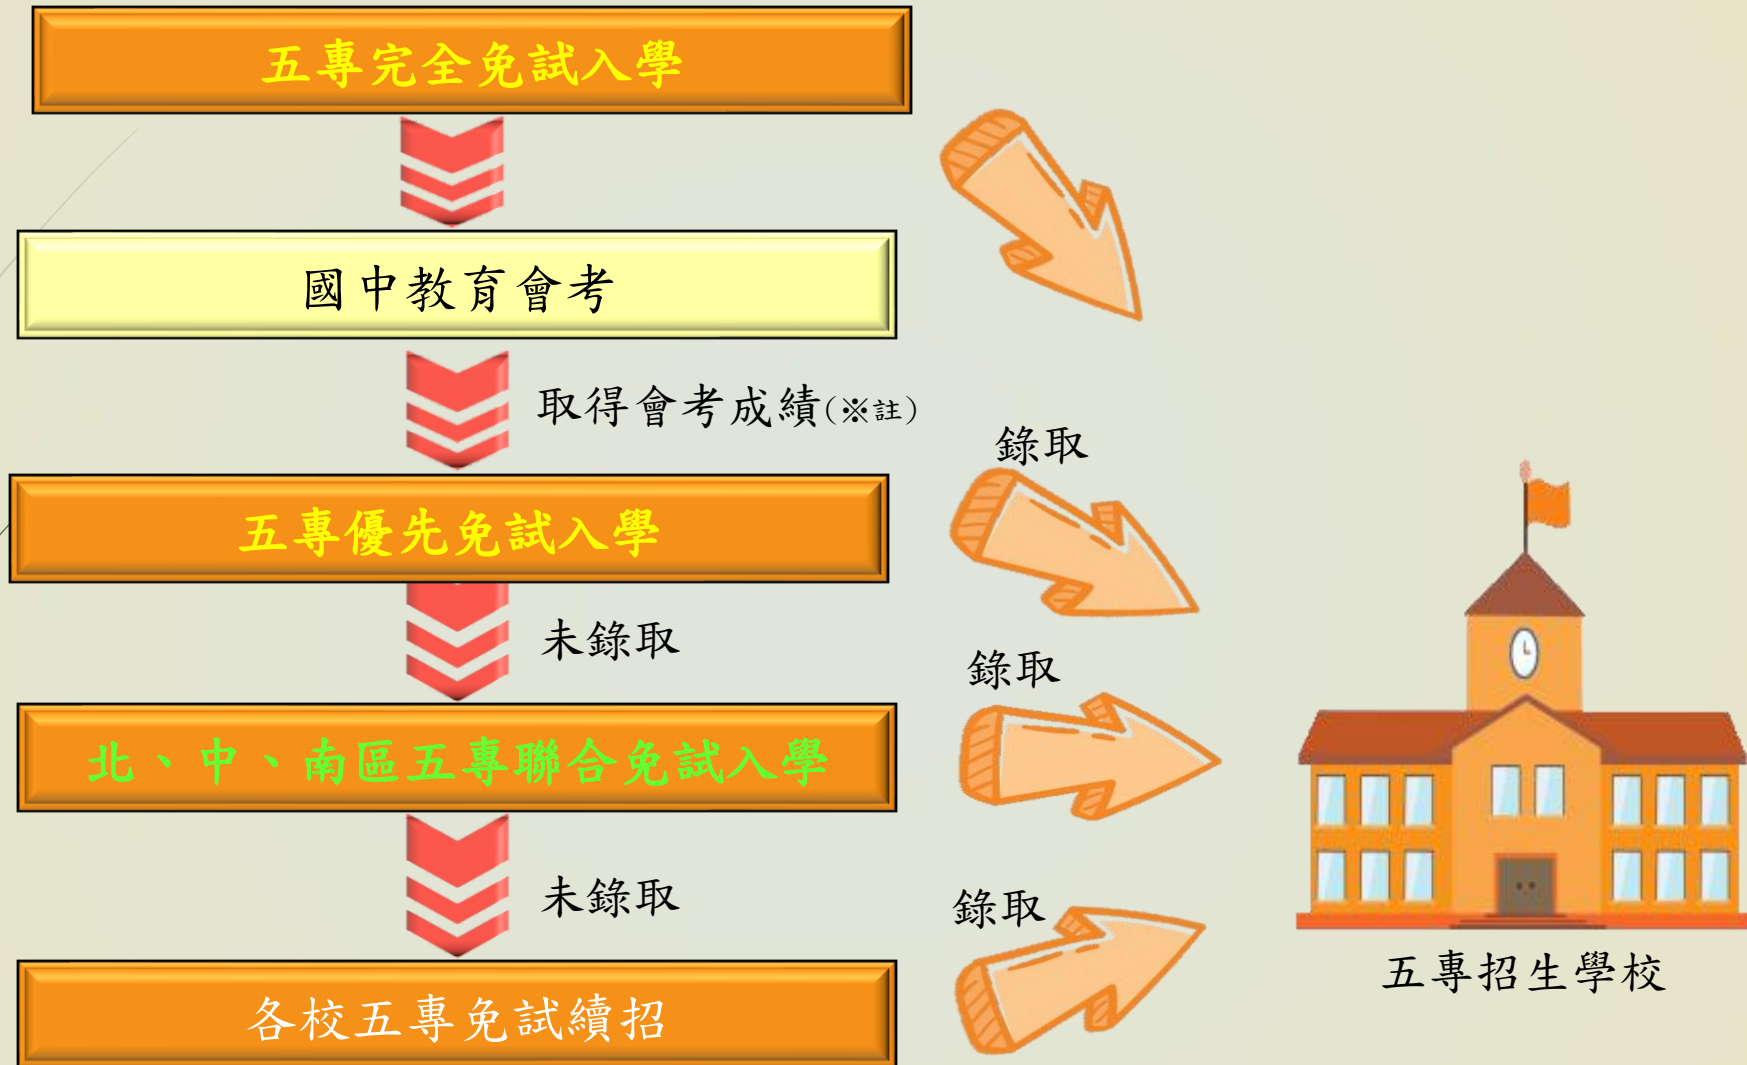 五專完全免試入學
國中教育會考
取得會考成績(※註)
錄取
五專優先免試入學
未錄取
錄取
北、中、南區五專聯合免試入學
未錄取
錄取
五專招生學校
各校五專免試續招